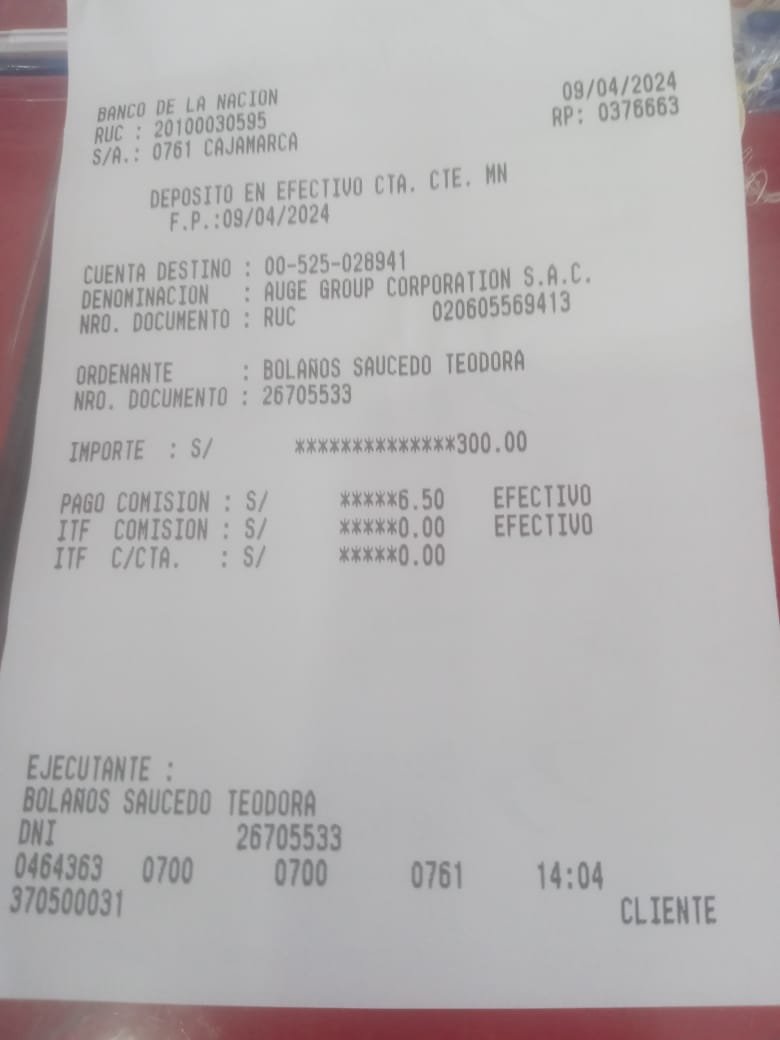 BANCO DE LA NACION 09/04/2024
RUC : 20100030595 RP: 0376663
S/A.: 0761 CAJAMARCA
DEPOSITO EN EFECTIVO CTA. CTE. MN
F.P.:09/04/2024
CUENTA DESTINO : 00-525-028941
DENOMINACION : AUGE GROUP CORPORATION S.A.C.
NRO. DOCUMENTO : RUC 020605569413
ORDENANTE : BOLAÑOS SAUCEDO TEODORA
NRO. DOCUMENTO : 26705533
IMPORTE : S/ **************300.00
PAGO COMISION : S/ *****6.50 EFECTIVO
ITF COMISION : S/ *****0.00 EFECTIVO
ITF C/CTA. : S/ *****0.00
EJECUTANTE :
BOLAÑOS SAUCEDO TEODORA
DNI 26705533
0464363 0700 0700 0761 14:04
370500031
CLIENTE